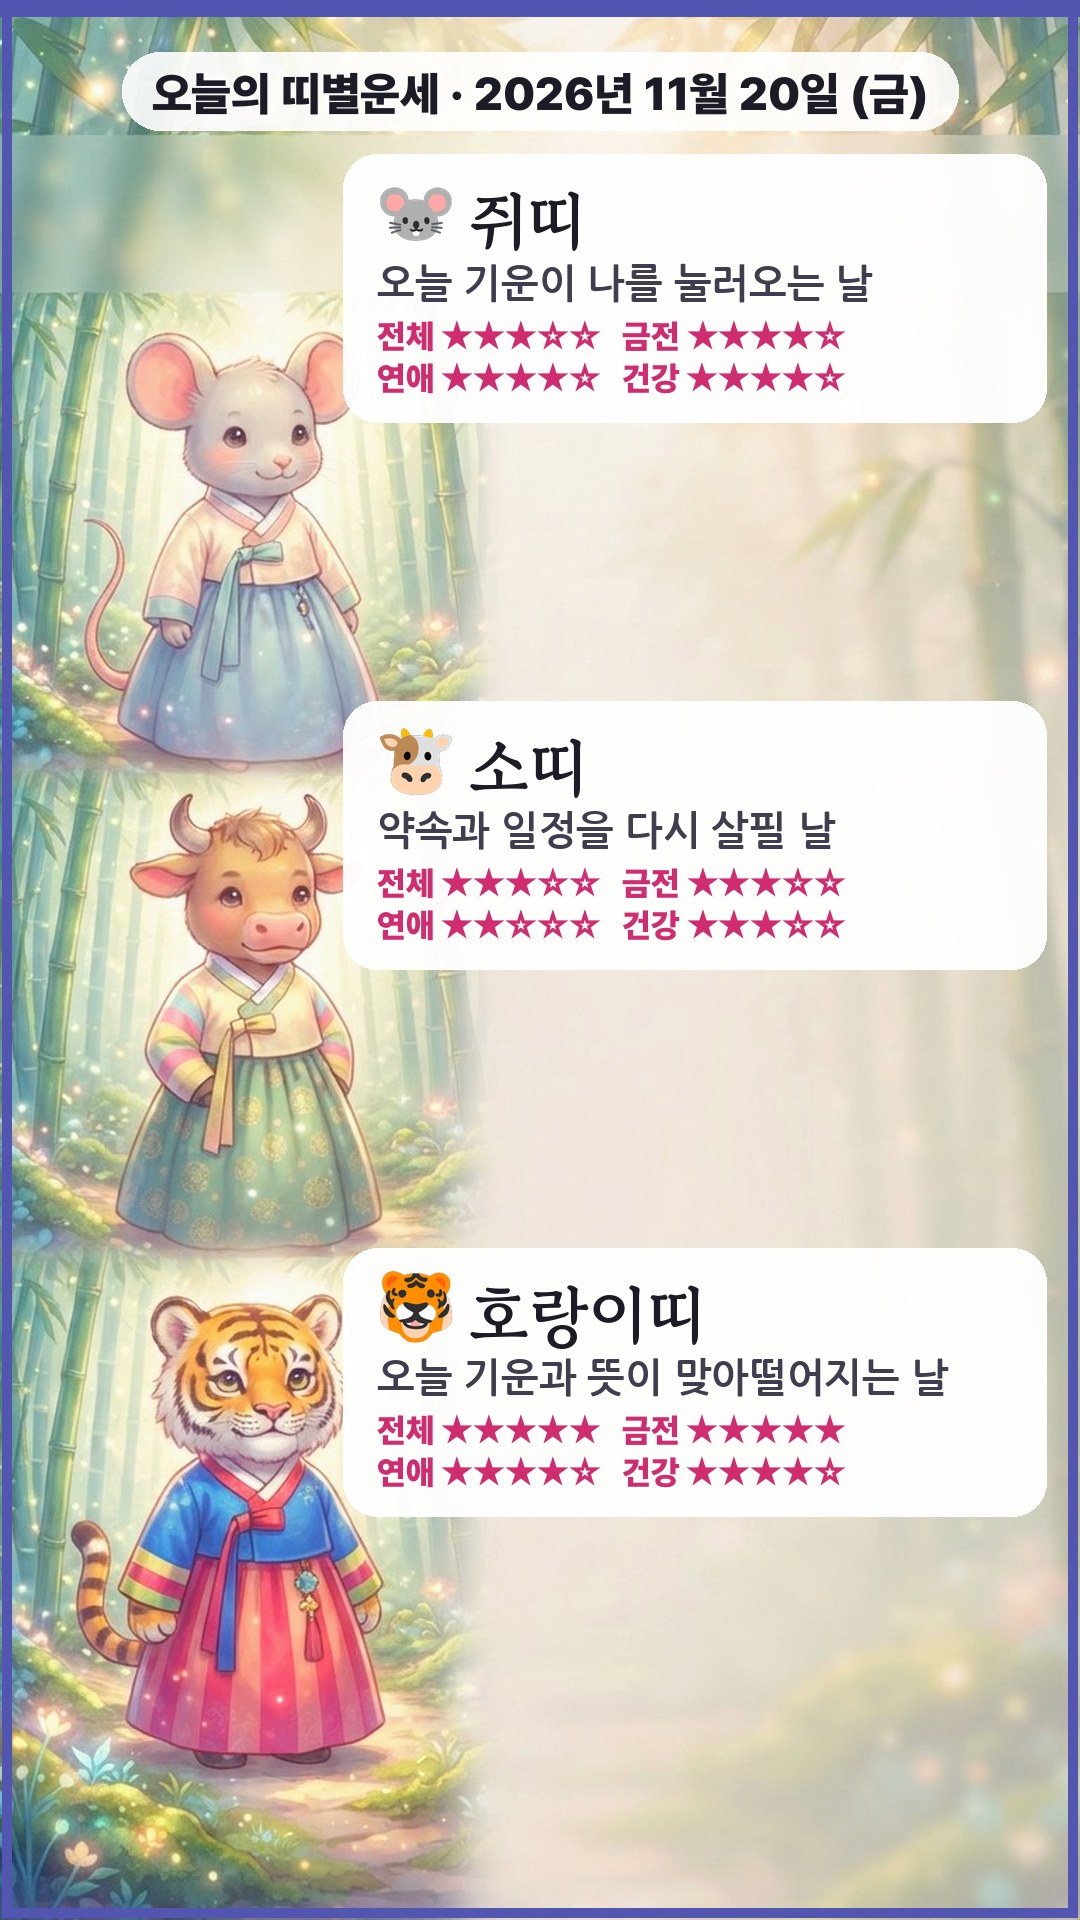 오늘의 띠별운세 · 2026년 11월 20일 (금)
쥐띠
오늘 기운이 나를 눌러오는 날
전체 ★★★☆☆ 금전 ★★★★☆
연애 ★★★★☆ 건강 ★★★★☆
소띠
약속과 일정을 다시 살필 날
전체 ★★★☆☆ 금전 ★★★☆☆
연애 ★★☆☆☆ 건강 ★★★☆☆
호랑이띠
오늘 기운과 뜻이 맞아떨어지는 날
전체 ★★★★★ 금전 ★★★★★
연애 ★★★★☆ 건강 ★★★★☆